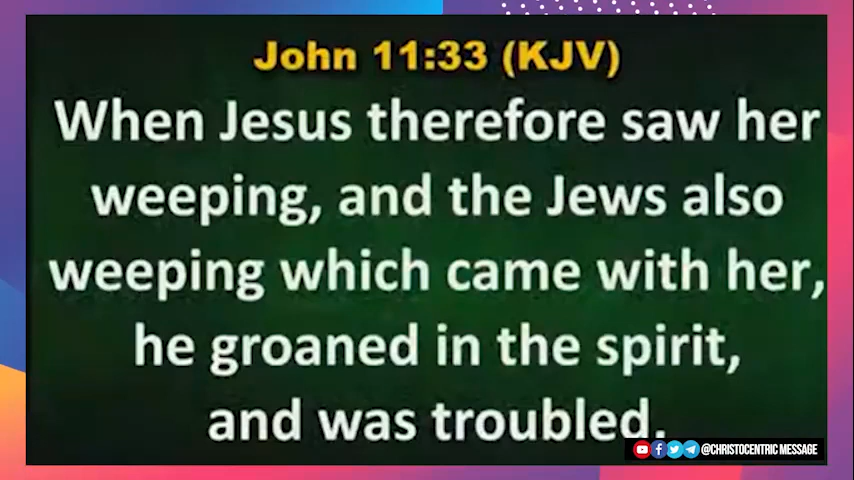 John 11:33 (KJV)
When Jesus therefore saw her
weeping, and the Jews also
weeping which came with her,
he groaned in the spirit,
and was troubled.
@CHRISTOCENTRIC MESSAGE